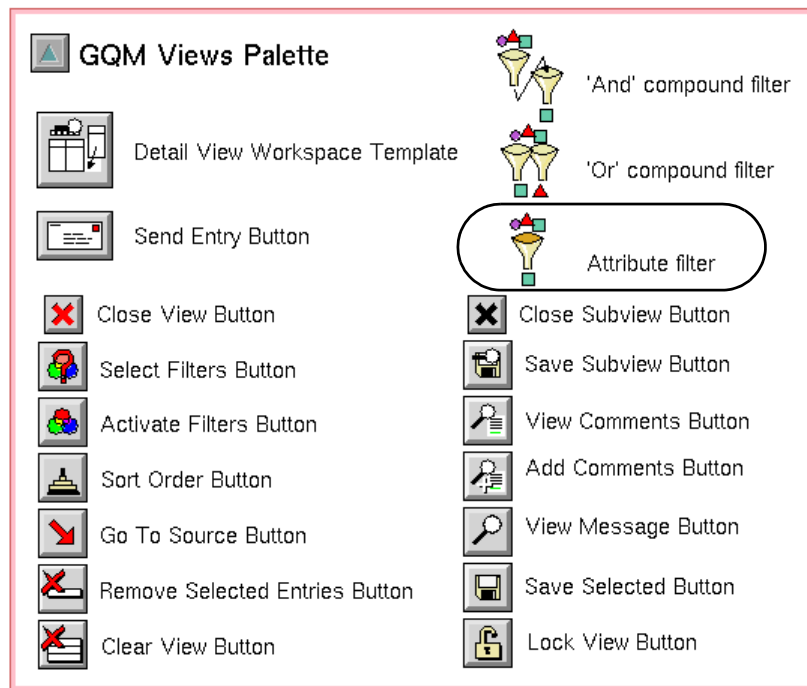 GQM Views Palette
Detail View Workspace Template
Send Entry Button
Close View Button
Select Filters Button
Activate Filters Button
Sort Order Button
Go To Source Button
Remove Selected Entries Button
Clear View Button
'And' compound filter
'Or' compound filter
Attribute filter
Close Subview Button
Save Subview Button
View Comments Button
Add Comments Button
View Message Button
Save Selected Button
Lock View Button